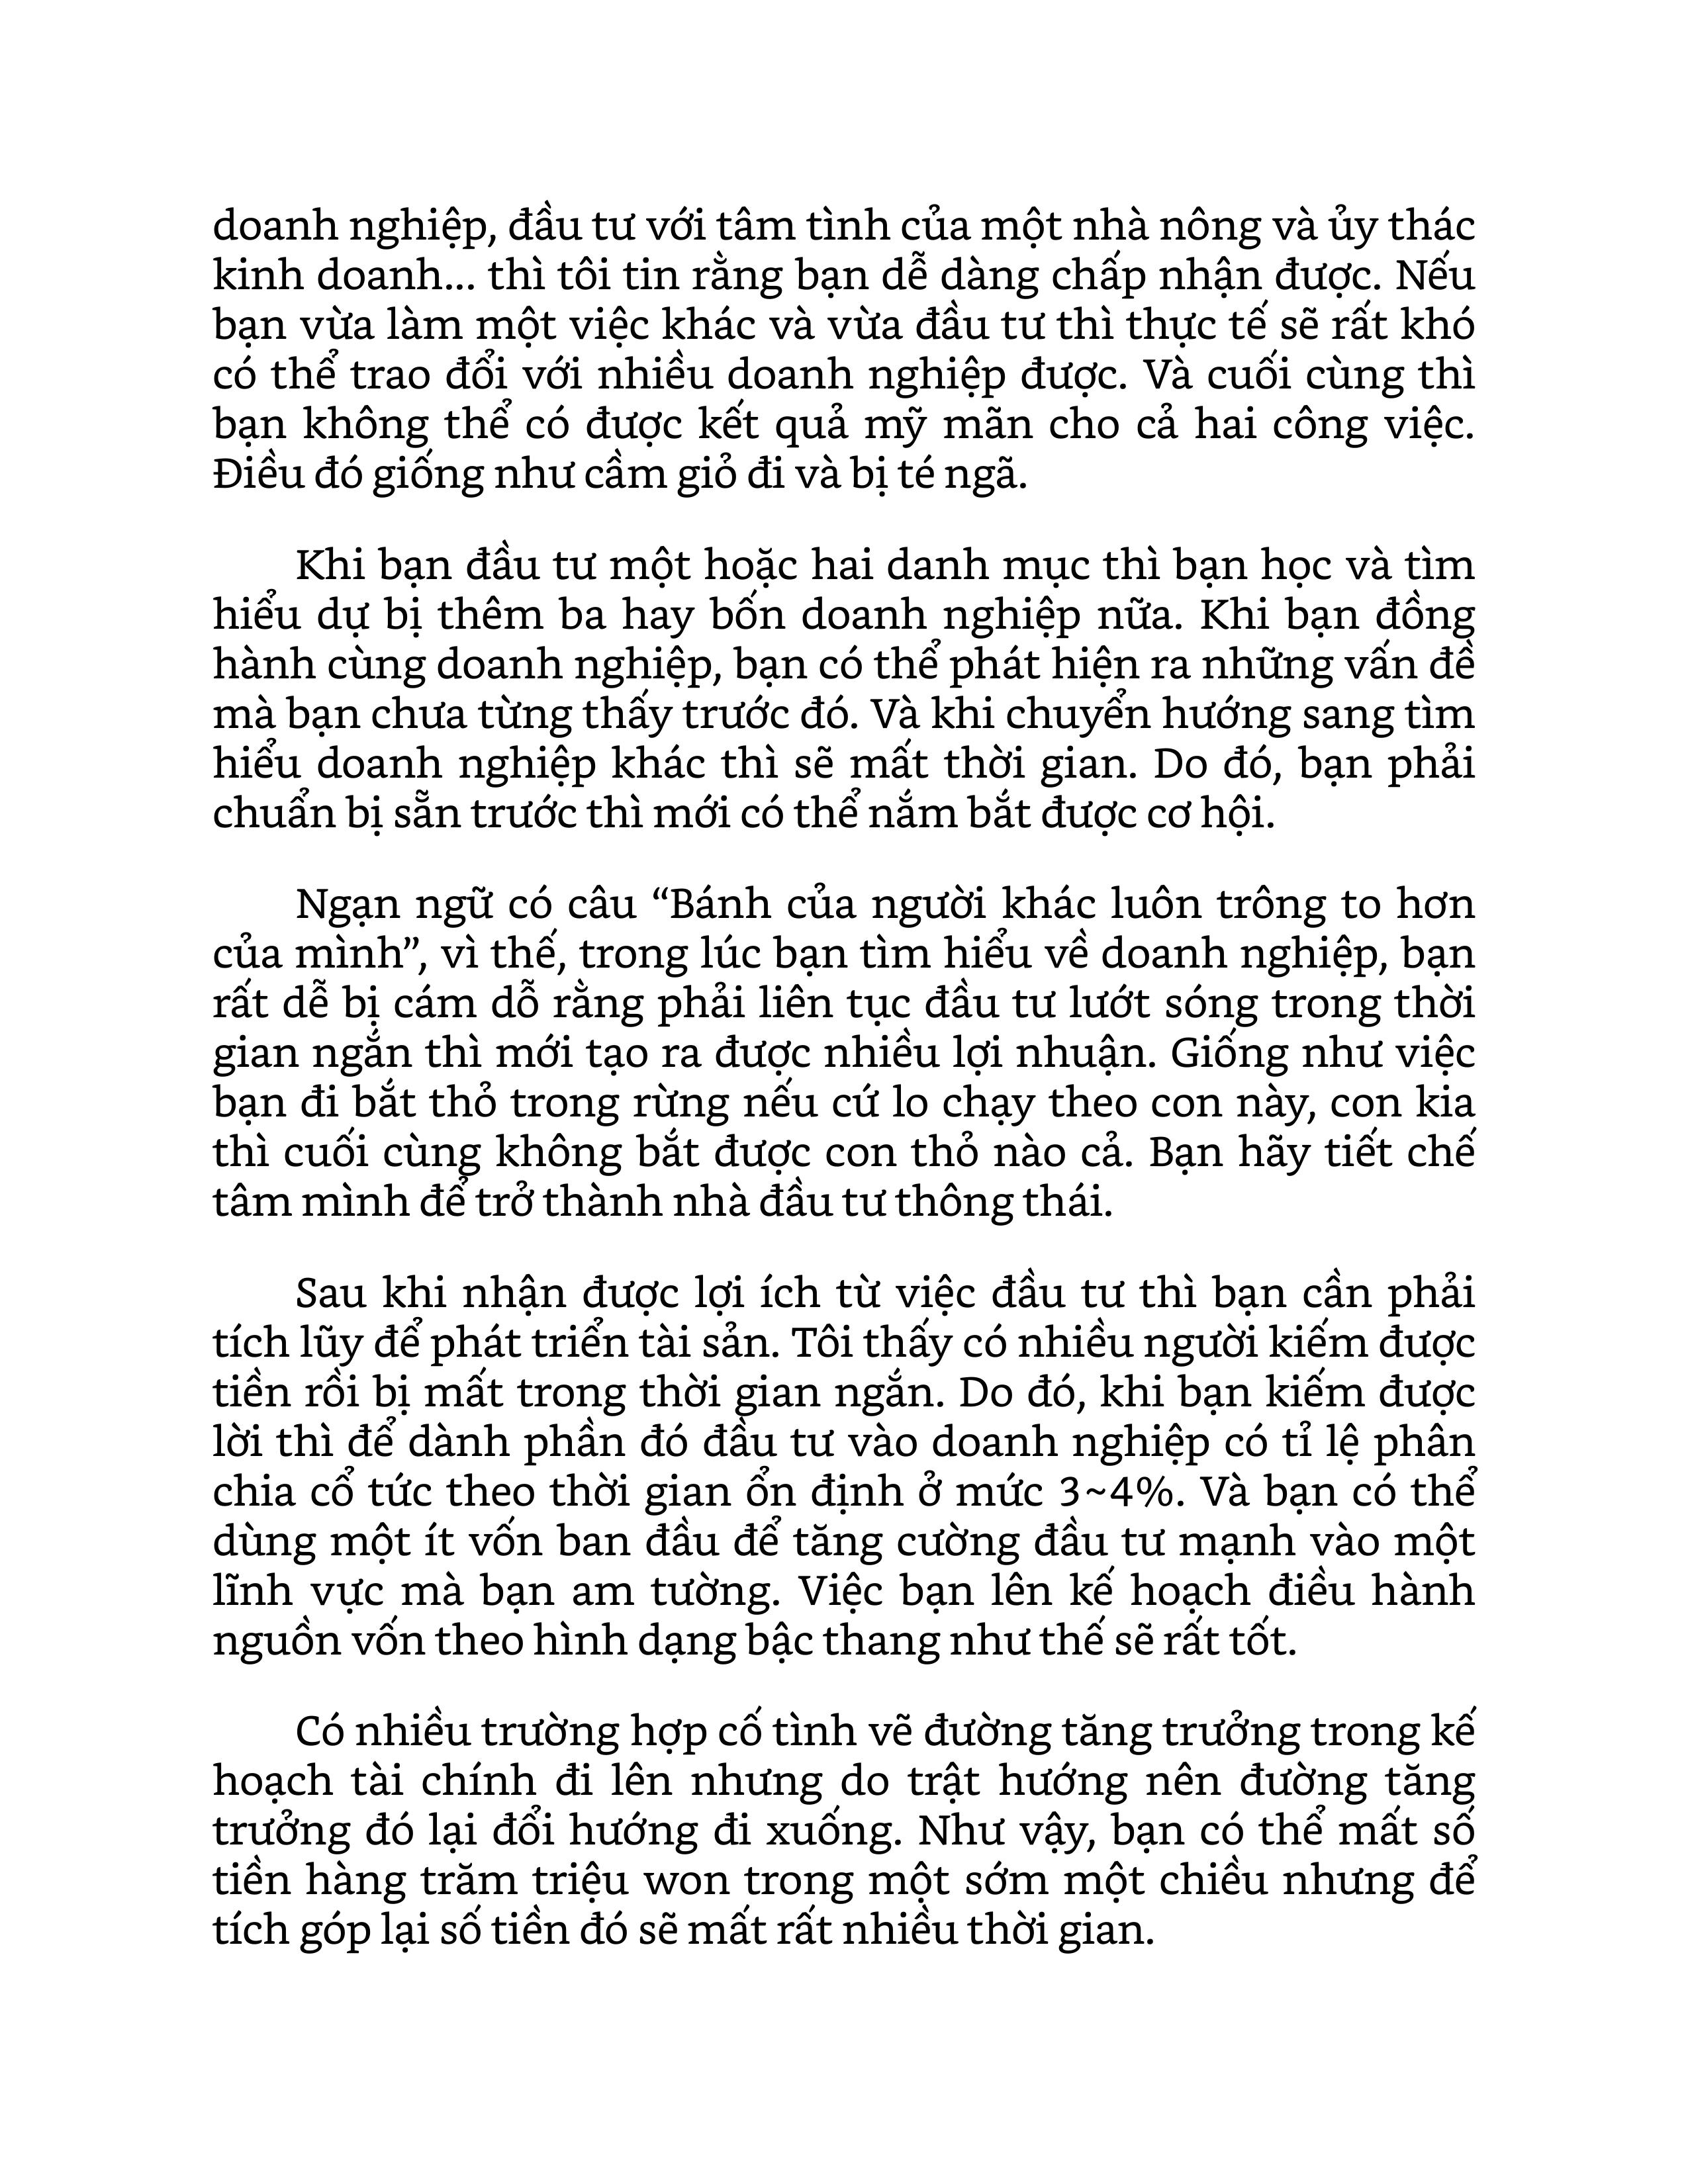 doanh nghiệp, đầu tư với tâm tình của một nhà nông và ủy thác
kinh doanh... thì tôi tin rằng bạn dễ dàng chấp nhận được. Nếu
bạn vừa làm một việc khác và vừa đầu tư thì thực tế sẽ rất khó
có thể trao đổi với nhiều doanh nghiệp được. Và cuối cùng thì
bạn không thể có được kết quả mỹ mãn cho cả hai công việc.
Điều đó giống như cầm giỏ đi và bị té ngã.
Khi bạn đầu tư một hoặc hai danh mục thì bạn học và tìm
hiểu dự bị thêm ba hay bốn doanh nghiệp nữa. Khi bạn đồng
hành cùng doanh nghiệp, bạn có thể phát hiện ra những vấn đề
mà bạn chưa từng thấy trước đó. Và khi chuyển hướng sang tìm
hiểu doanh nghiệp khác thì sẽ mất thời gian. Do đó, bạn phải
chuẩn bị sẵn trước thì mới có thể nắm bắt được cơ hội.
Ngạn ngữ có câu “Bánh của người khác luôn trông to hơn
của mình”, vì thế, trong lúc bạn tìm hiểu về doanh nghiệp, bạn
rất dễ bị cám dỗ rằng phải liên tục đầu tư lướt sóng trong thời
gian ngắn thì mới tạo ra được nhiều lợi nhuận. Giống như việc
bạn đi bắt thỏ trong rừng nếu cứ lo chạy theo con này, con kia
thì cuối cùng không bắt được con thỏ nào cả. Bạn hãy tiết chế
tâm mình để trở thành nhà đầu tư thông thái.
Sau khi nhận được lợi ích từ việc đầu tư thì bạn cần phải
tích lũy để phát triển tài sản. Tôi thấy có nhiều người kiếm được
tiền rồi bị mất trong thời gian ngắn. Do đó, khi bạn kiếm được
lời thì để dành phần đó đầu tư vào doanh nghiệp có tỉ lệ phân
chia cổ tức theo thời gian ổn định ở mức 3~4%. Và bạn có thể
dùng một ít vốn ban đầu để tăng cường đầu tư mạnh vào một
lĩnh vực mà bạn am tường. Việc bạn lên kế hoạch điều hành
nguồn vốn theo hình dạng bậc thang như thế sẽ rất tốt.
Có nhiều trường hợp cố tình vẽ đường tăng trưởng trong kế
hoạch tài chính đi lên nhưng do trật hướng nên đường tăng
trưởng đó lại đổi hướng đi xuống. Như vậy, bạn có thể mất số
tiền hàng trăm triệu won trong một sớm một chiều nhưng để
tích góp lại số tiền đó sẽ mất rất nhiều thời gian.